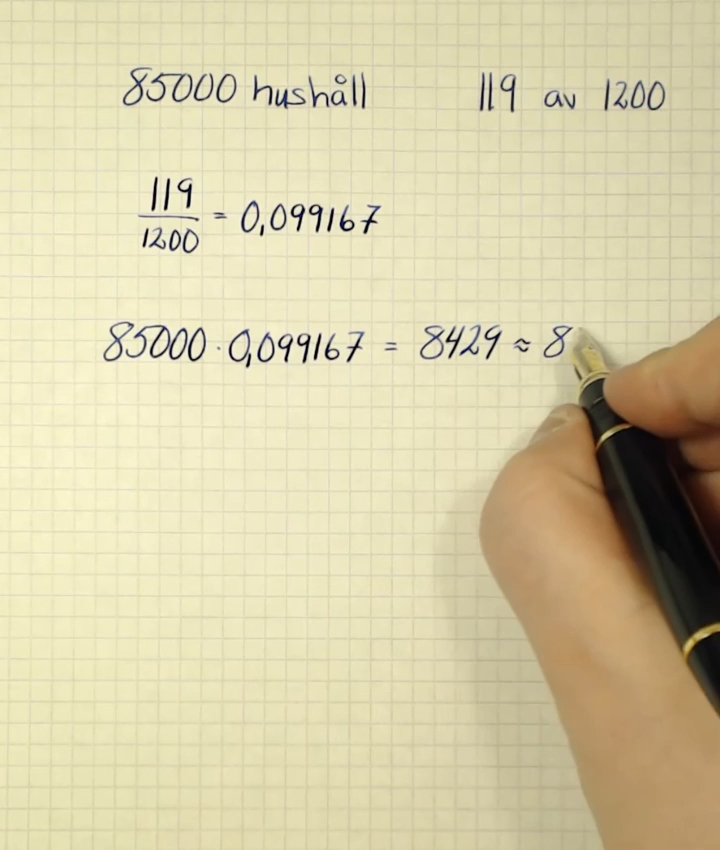 85000 hushåll 119 av 1200
119/1200 = 0,099167
85000 · 0,099167 = 8429 ≈ 8